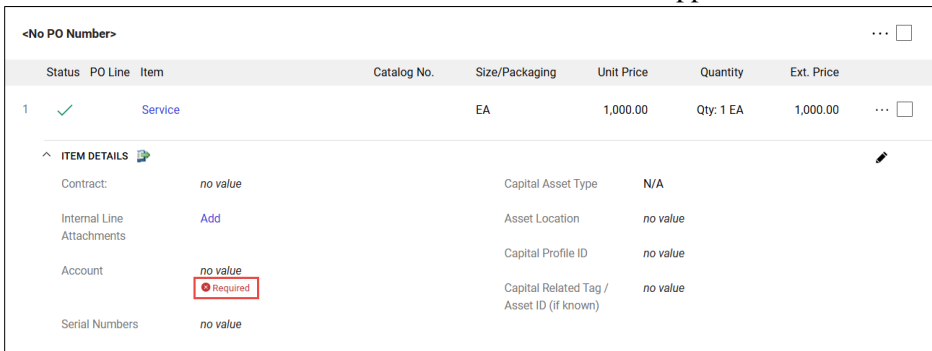 <No PO Number> ...
Status PO Line Item Catalog No. Size/Packaging Unit Price Quantity Ext. Price
1 Service EA 1,000.00 Qty: 1 EA 1,000.00 ...
ITEM DETAILS
Contract: no value Capital Asset Type N/A
Internal Line Add Asset Location no value
Attachments
Capital Profile ID no value
Account no value
Required Capital Related Tag / no value
Asset ID (if known)
Serial Numbers no value